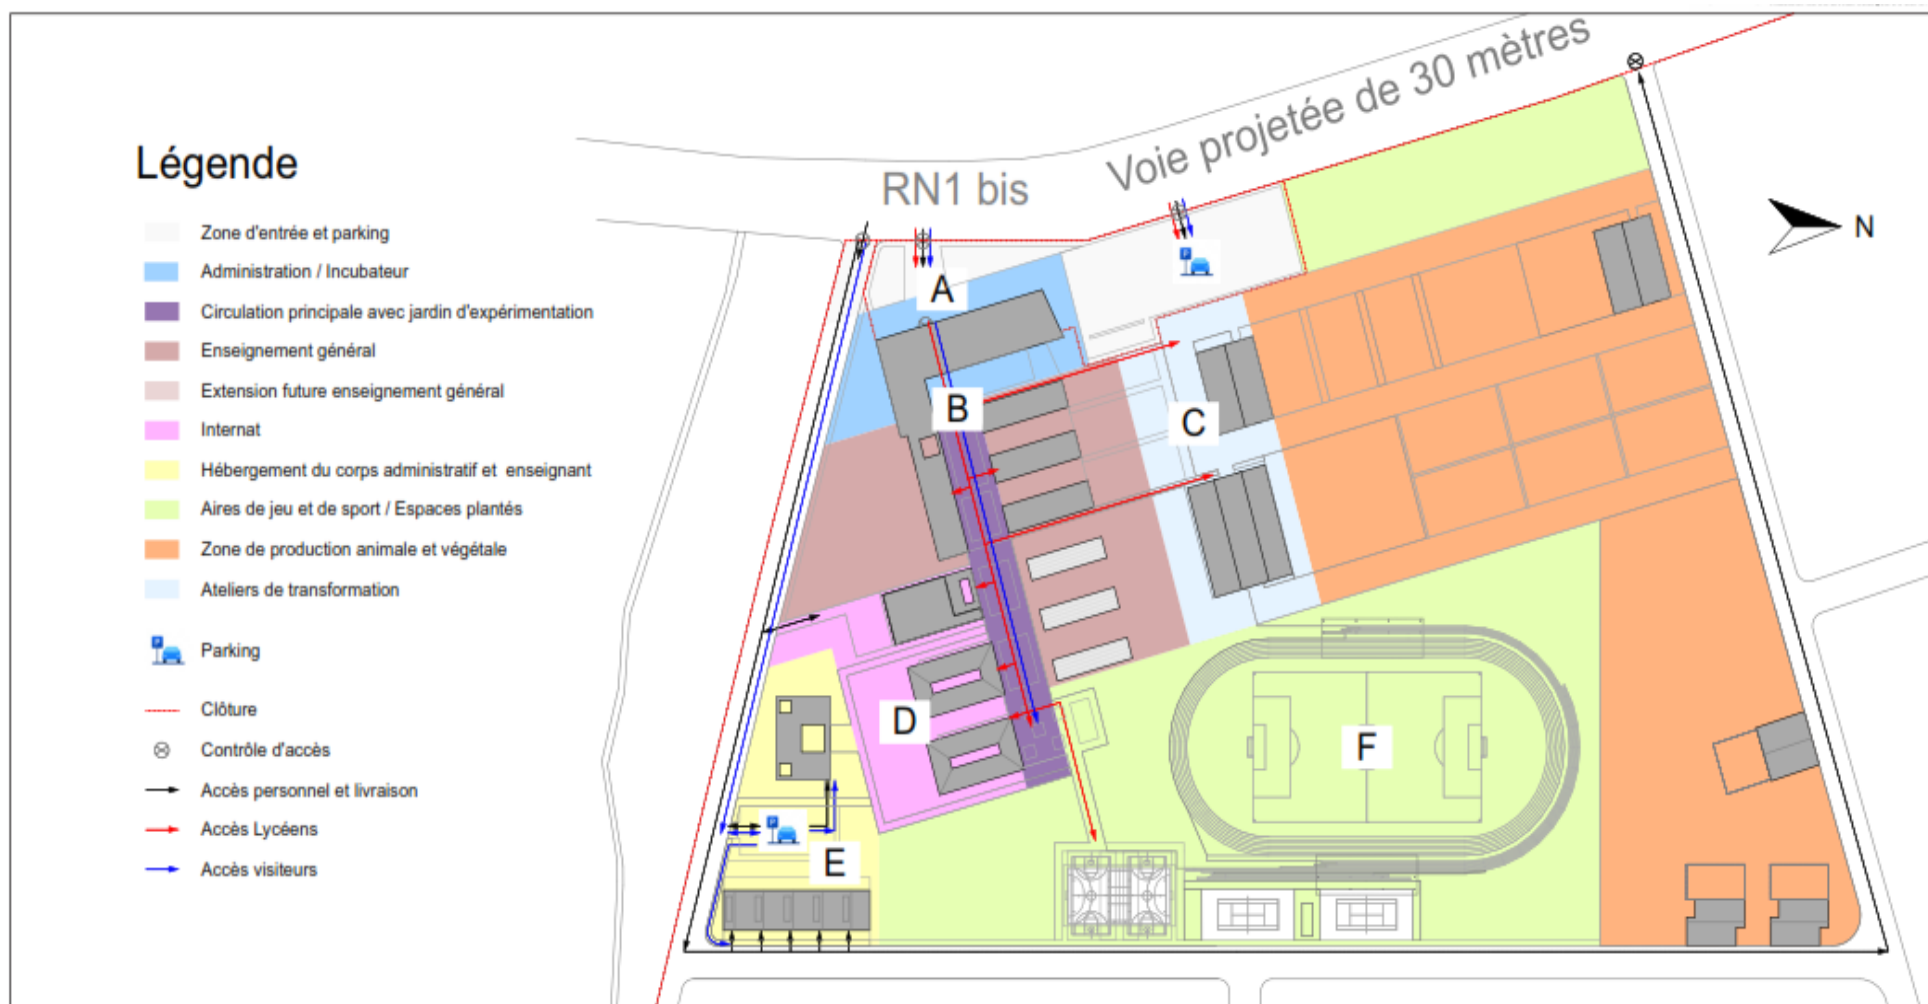 Légende
Zone d'entrée et parking
Administration / Incubateur
Circulation principale avec jardin d'expérimentation
Enseignement général
Extension future enseignement général
Internat
Hébergement du corps administratif et enseignant
Aires de jeu et de sport / Espaces plantés
Zone de production animale et végétale
Ateliers de transformation
P
Parking
Clôture
Contrôle d'accès
Accès personnel et livraison
Accès Lycéens
Accès visiteurs
RN1 bis
Voie projetée de 30 mètres
N
P
A
B
C
D
P
E
F